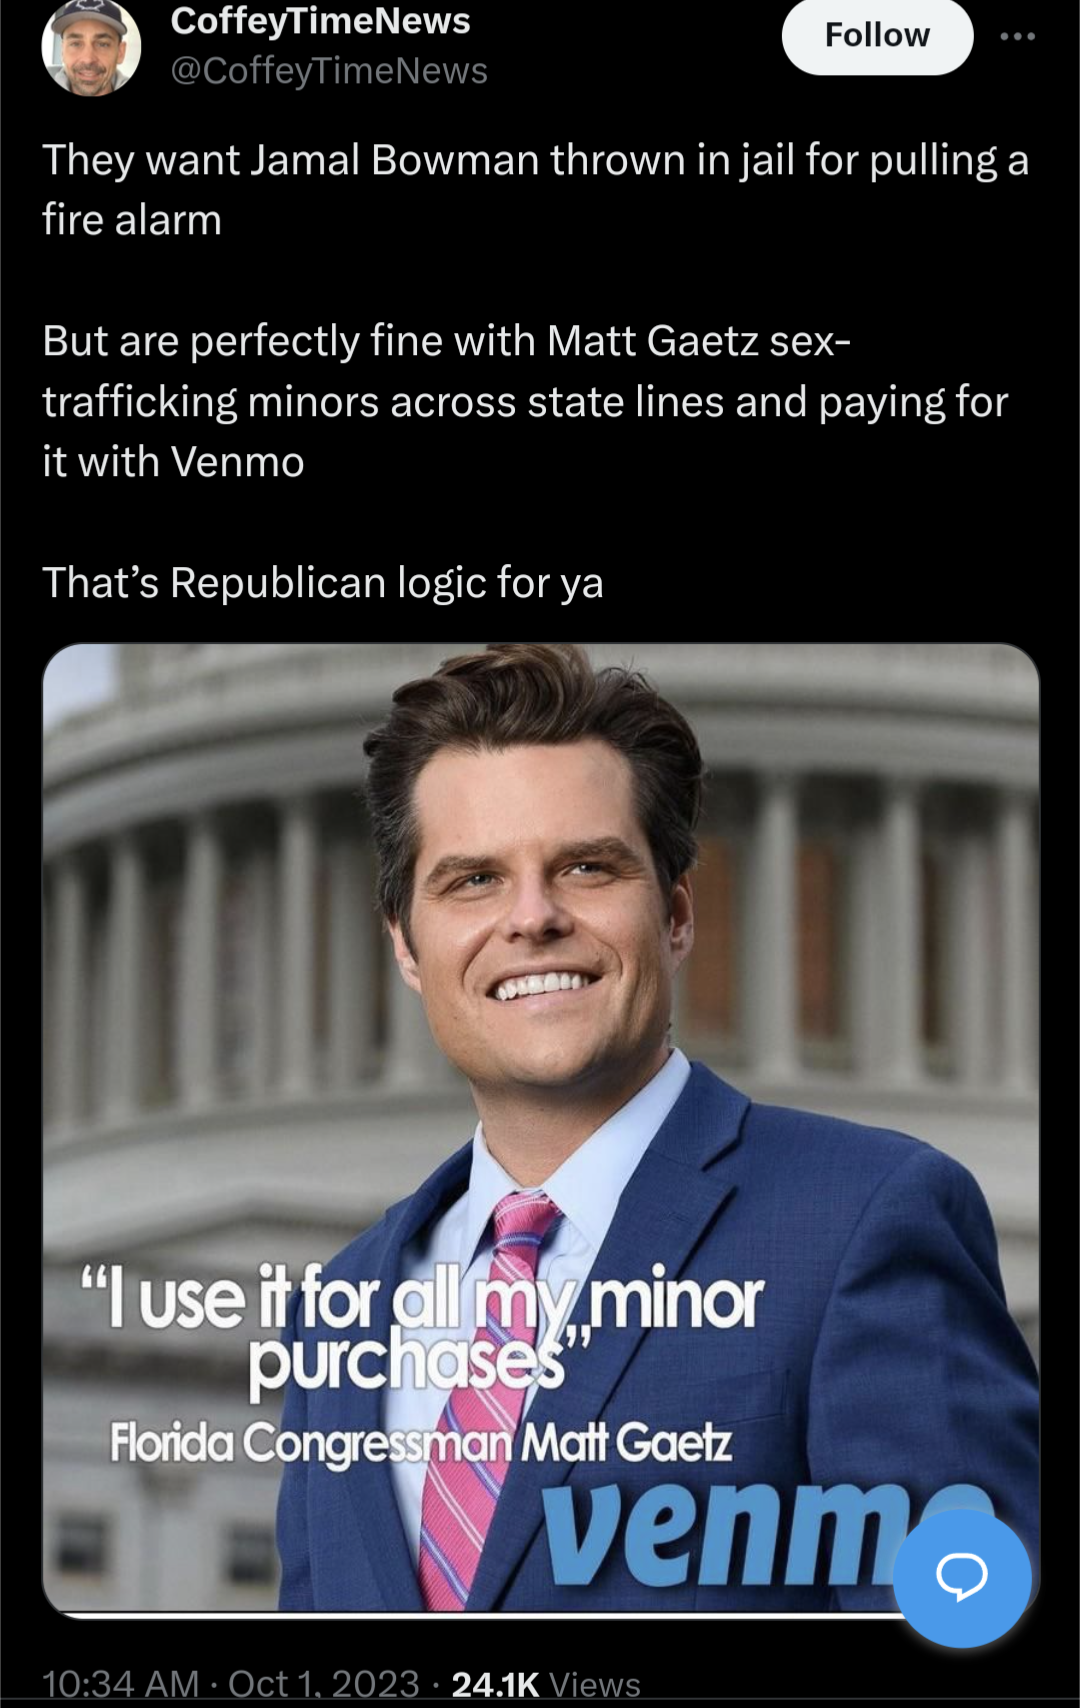 CoffeyTimeNews
Follow
@CoffeyTimeNews
They want Jamal Bowman thrown in jail for pulling a
fire alarm
But are perfectly fine with Matt Gaetz sex-
trafficking minors across state lines and paying for
it with Venmo
That’s Republican logic for ya
“I use it for all my„minor
purchases”
Florida Congressman Matt Gaetz
venmo
10:34 AM · Oct 1, 2023 · 24.1K Views